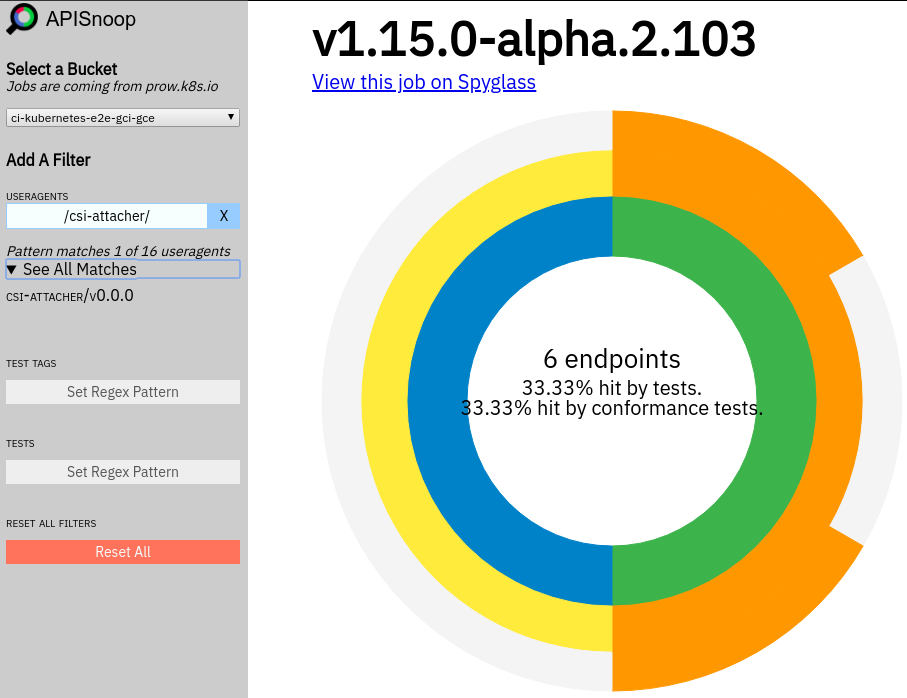 APISnoop
Select a Bucket
Jobs are coming from prow.k8s.io
ci-kubernetes-e2e-gci-gce
Add A Filter
USERAGENTS
/csi-attacher/ X
Pattern matches 1 of 16 useragents
▼ See All Matches
CSI-ATTACHER/V0.0.0
TEST TAGS
Set Regex Pattern
TESTS
Set Regex Pattern
RESET ALL FILTERS
Reset All
v1.15.0-alpha.2.103
View this job on Spyglass
6 endpoints
33.33% hit by tests.
33.33% hit by conformance tests.